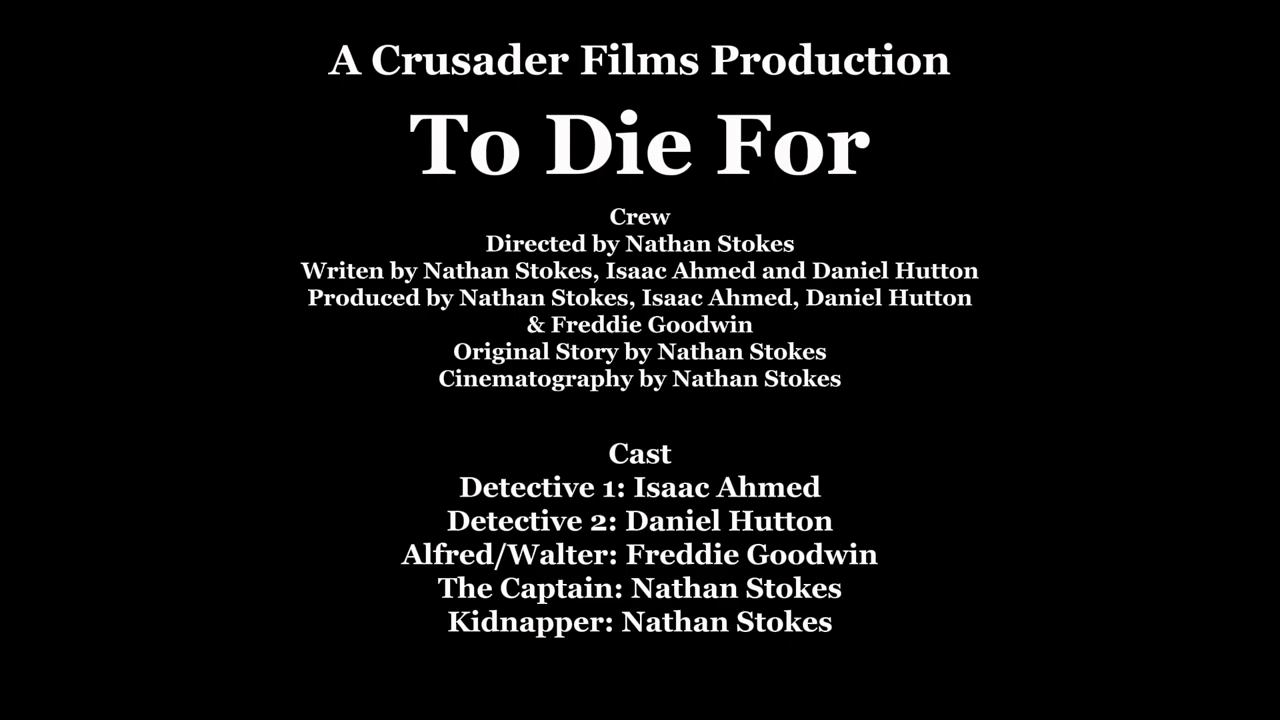 A Crusader Films Production
To Die For
Crew
Directed by Nathan Stokes
Writen by Nathan Stokes, Isaac Ahmed and Daniel Hutton
Produced by Nathan Stokes, Isaac Ahmed, Daniel Hutton
& Freddie Goodwin
Original Story by Nathan Stokes
Cinematography by Nathan Stokes
Cast
Detective 1: Isaac Ahmed
Detective 2: Daniel Hutton
Alfred/Walter: Freddie Goodwin
The Captain: Nathan Stokes
Kidnapper: Nathan Stokes